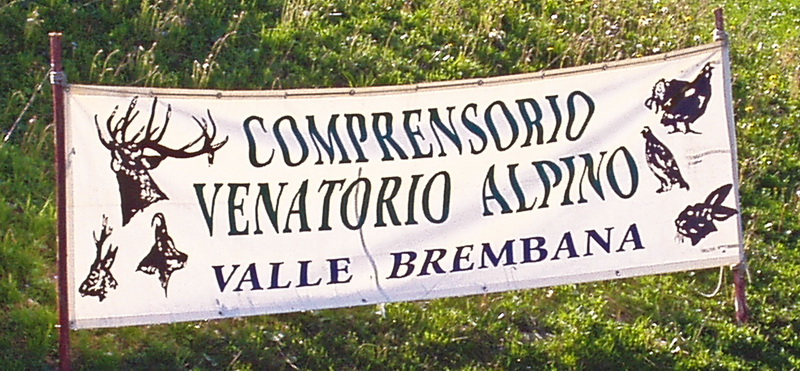 COMPRENSORIO
VENATORIO ALPINO
VALLE BREMBANA